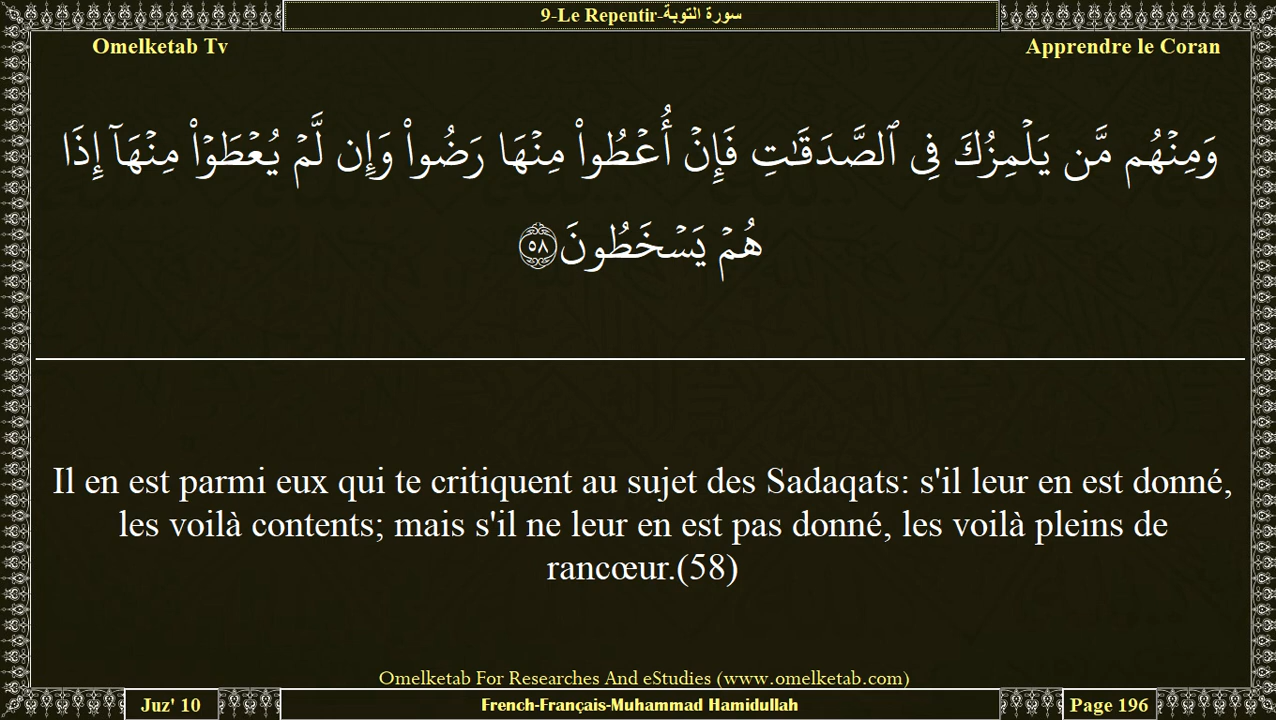 9-Le Repentir-سورة التوبة
Omelketab Tv
Apprendre le Coran
وَمِنۡهُم مَّن يَلۡمِزُكَ فِى ٱلصَّدَقَـٰتِ فَإِنۡ أُعۡطُواْ مِنۡهَا رَضُواْ وَإِن لَّمۡ يُعۡطَوۡاْ مِنۡهَآ إِذَا
هُمۡ يَسۡخَطُونَ ٥٨
Il en est parmi eux qui te critiquent au sujet des Sadaqats: s'il leur en est donné,
les voilà contents; mais s'il ne leur en est pas donné, les voilà pleins de
rancœur.(58)
Omelketab For Researches And eStudies (www.omelketab.com)
Juz' 10
French-Français-Muhammad Hamidullah
Page 196